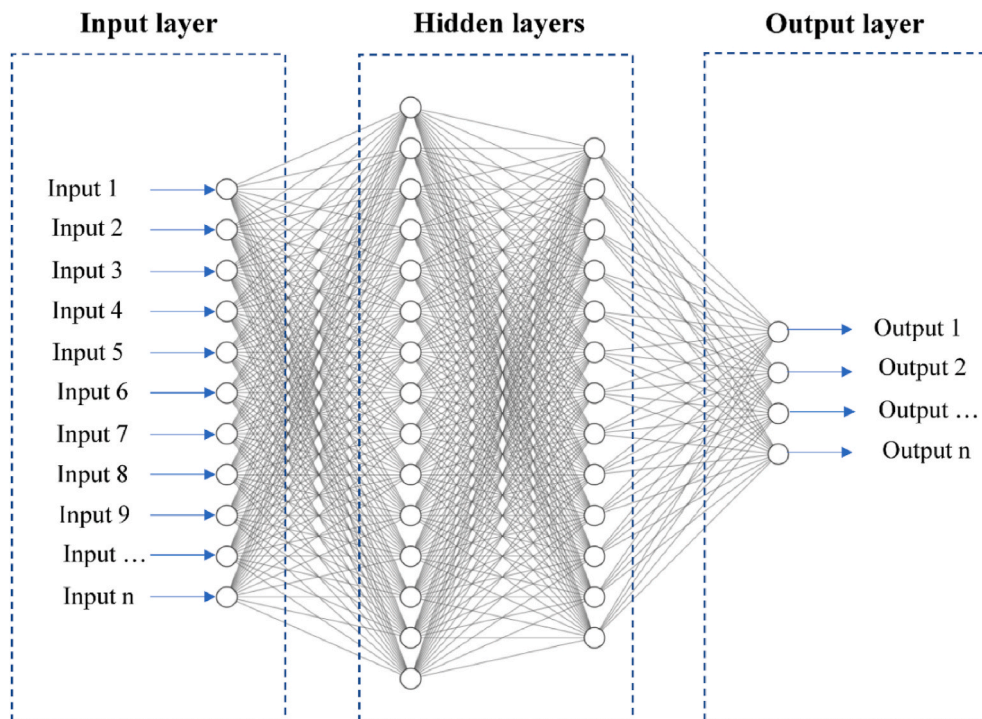 Input layer
Hidden layers
Output layer
Input 1
Input 2
Input 3
Input 4
Input 5
Input 6
Input 7
Input 8
Input 9
Input …
Input n
Output 1
Output 2
Output …
Output n